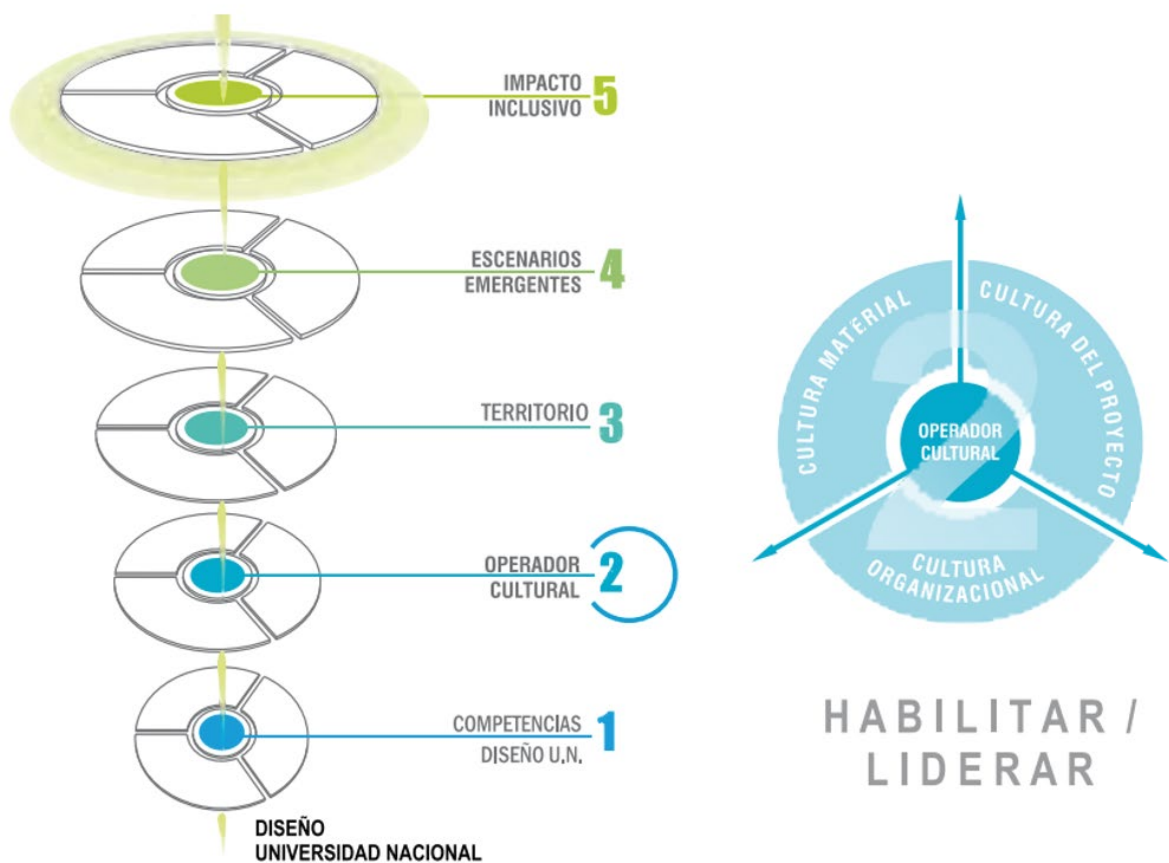 IMPACTO
INCLUSIVO 5
ESCENARIOS
EMERGENTES 4
TERRITORIO 3
OPERADOR
CULTURAL 2
COMPETENCIAS 1
DISEÑO U.N.
DISEÑO
UNIVERSIDAD NACIONAL
CULTURA MATERIAL
CULTURA DEL PROYECTO
2
OPERADOR
CULTURAL
CULTURA
ORGANIZACIONAL
HABILITAR /
LIDERAR